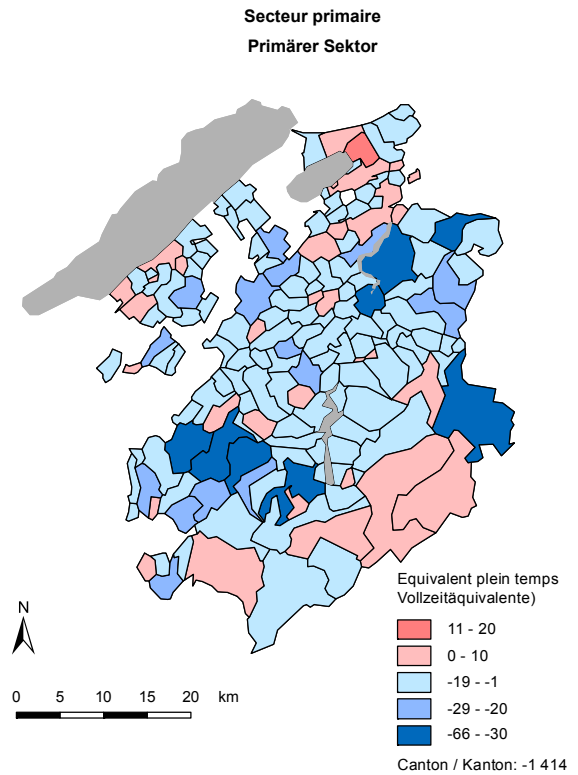 Secteur primaire
Primärer Sektor
N
0 5 10 15 20 km
Equivalent plein temps
Vollzeitäquivalente)
11 - 20
0 - 10
-19 - -1
-29 - -20
-66 - -30
Canton / Kanton: -1 414